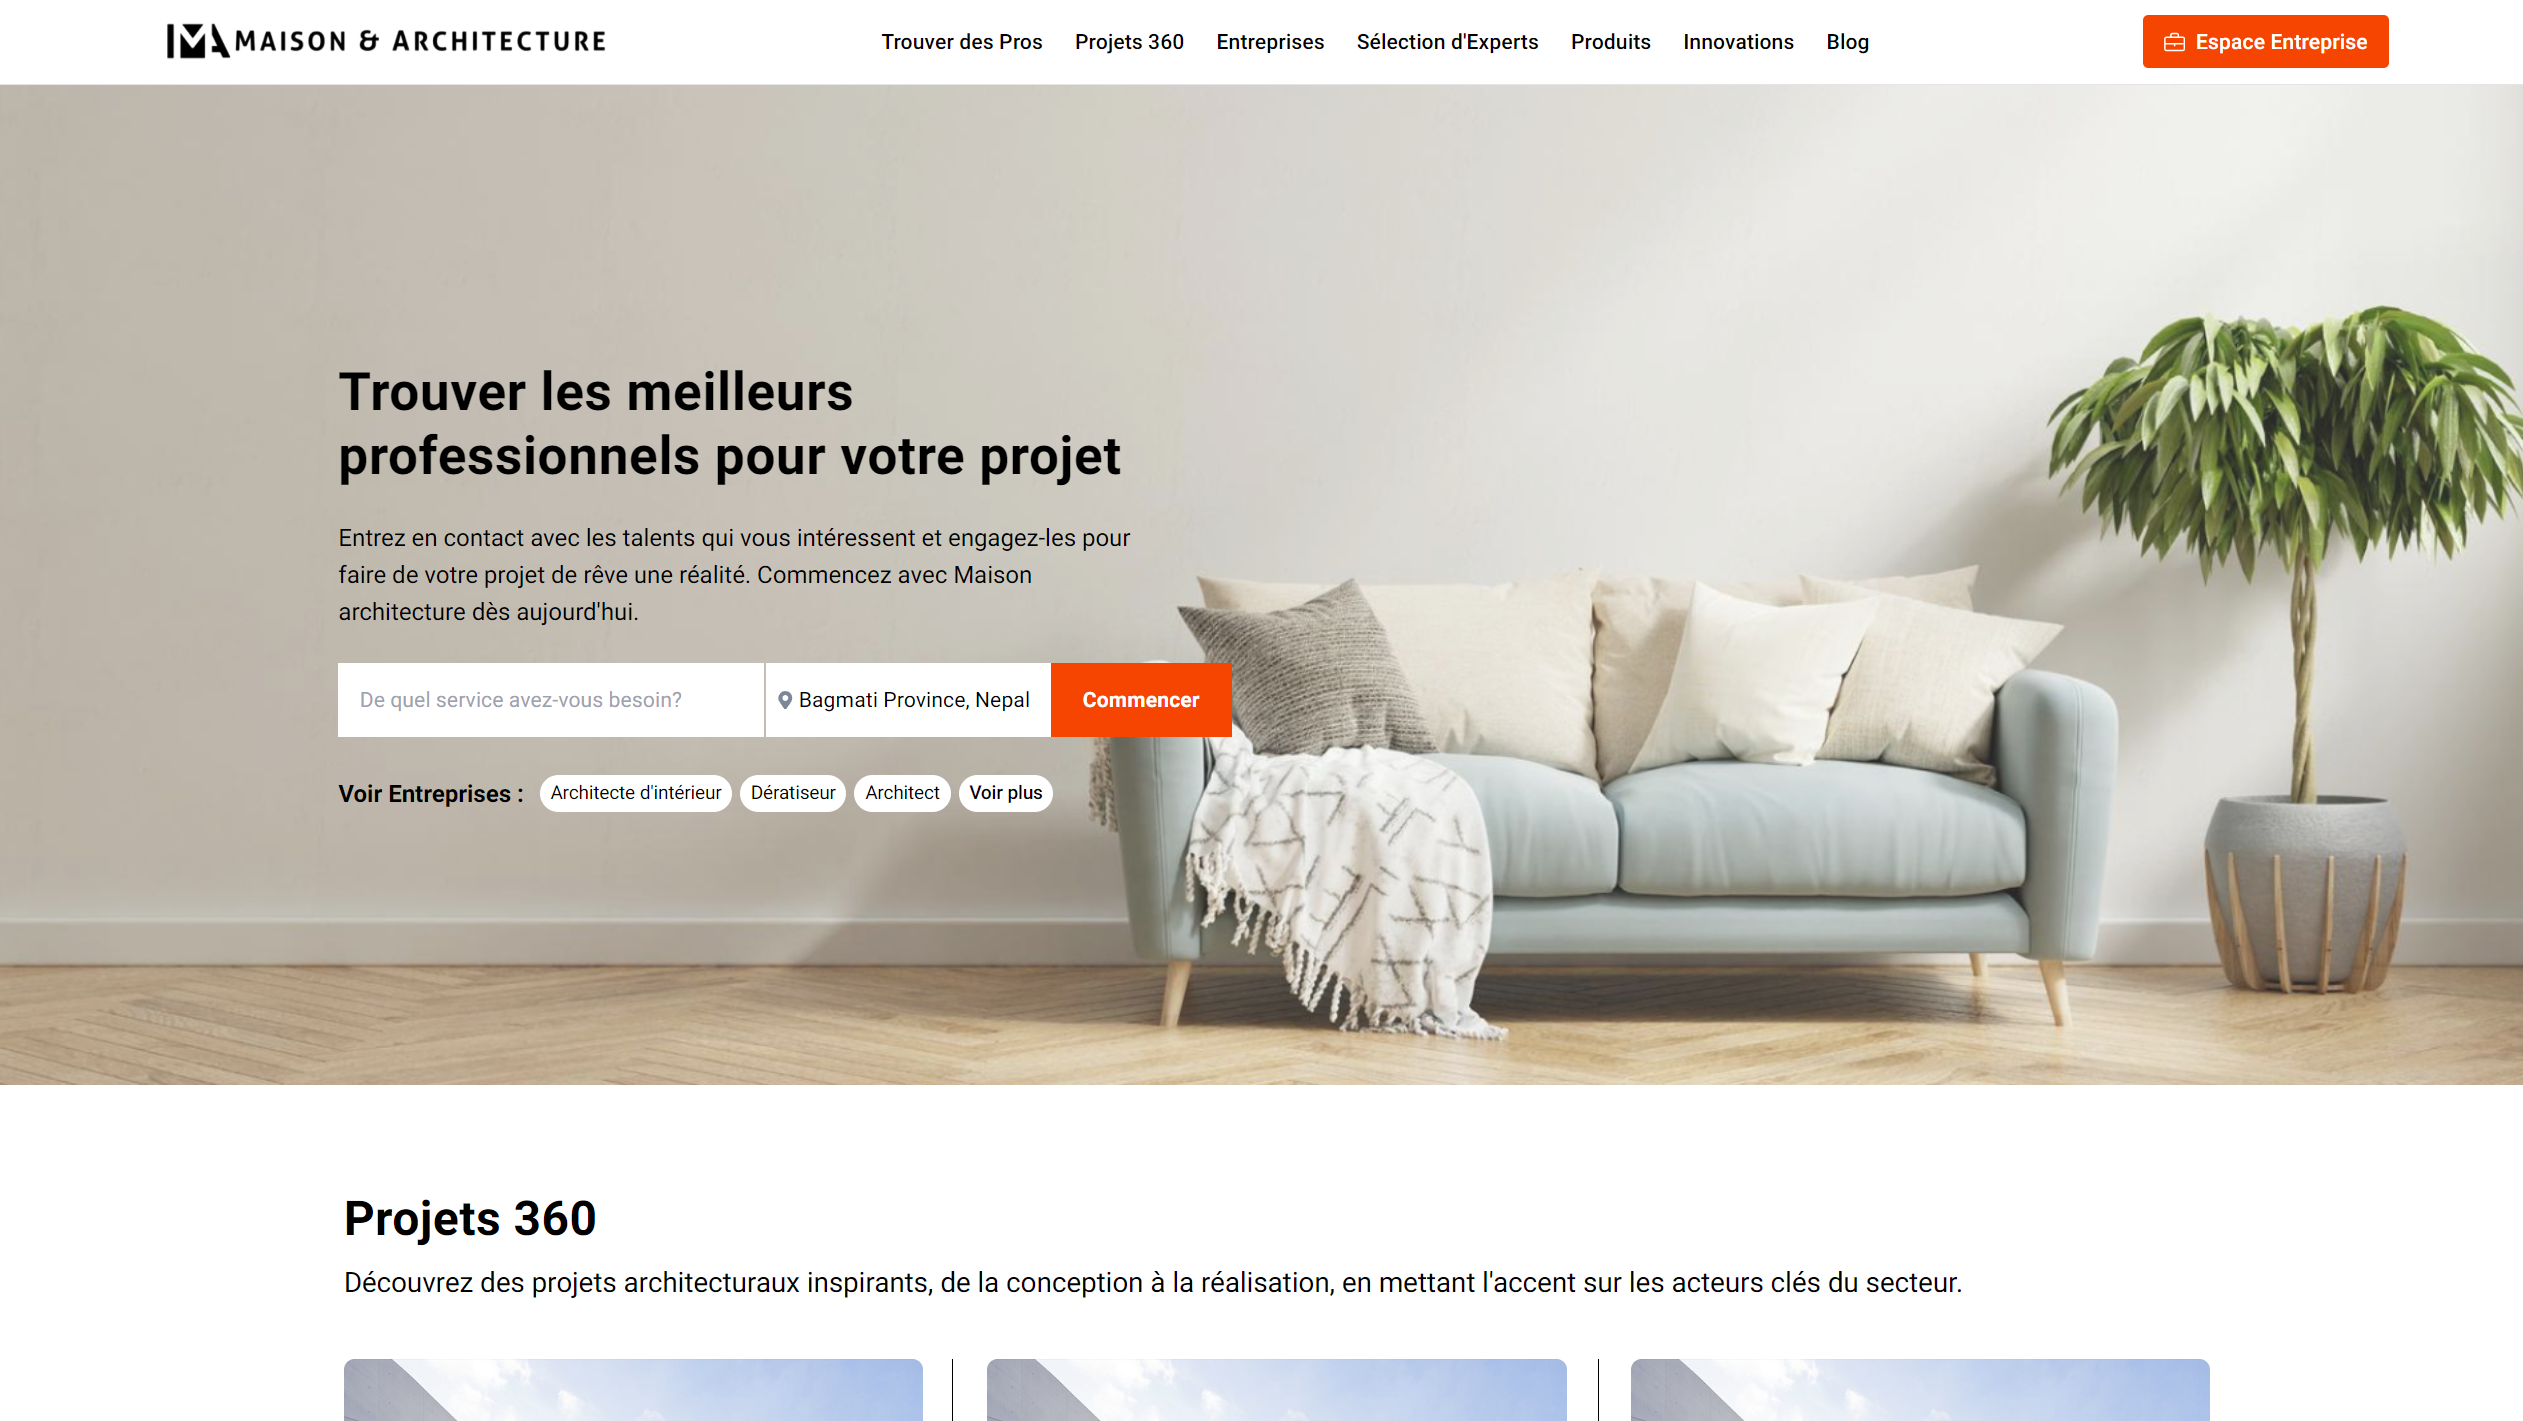 MAISON & ARCHITECTURE
Trouver des Pros
Projets 360
Entreprises
Sélection d'Experts
Produits
Innovations
Blog
Espace Entreprise
Trouver les meilleurs
professionnels pour votre projet
Entrez en contact avec les talents qui vous intéressent et engagez-les pour
faire de votre projet de rêve une réalité. Commencez avec Maison
architecture dès aujourd'hui.
De quel service avez-vous besoin?
Bagmati Province, Nepal
Commencer
Voir Entreprises :
Architecte d'intérieur
Dératiseur
Architect
Voir plus
Projets 360
Découvrez des projets architecturaux inspirants, de la conception à la réalisation, en mettant l'accent sur les acteurs clés du secteur.